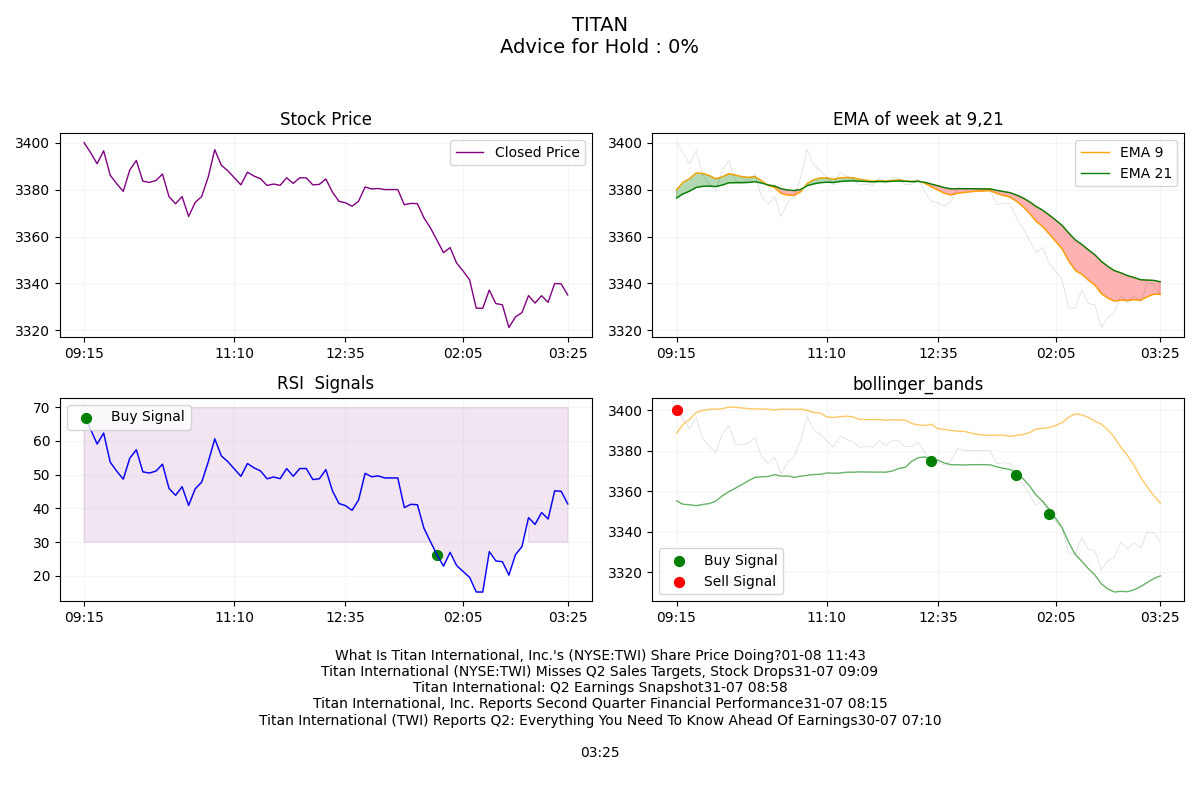 TITAN
Advice for Hold : 0%
Stock Price
3400
3380
3360
3340
3320
Closed Price
09:15
11:10
12:35
02:05
03:25
EMA of week at 9,21
3400
3380
3360
3340
3320
EMA 9
EMA 21
09:15
11:10
12:35
02:05
03:25
RSI  Signals
70
60
50
40
30
20
Buy Signal
09:15
11:10
12:35
02:05
03:25
bollinger_bands
3400
3380
3360
3340
3320
Buy Signal
Sell Signal
09:15
11:10
12:35
02:05
03:25
What Is Titan International, Inc.'s (NYSE:TWI) Share Price Doing?01-08 11:43
Titan International (NYSE:TWI) Misses Q2 Sales Targets, Stock Drops31-07 09:09
Titan International: Q2 Earnings Snapshot31-07 08:58
Titan International, Inc. Reports Second Quarter Financial Performance31-07 08:15
Titan International (TWI) Reports Q2: Everything You Need To Know Ahead Of Earnings30-07 07:10
03:25